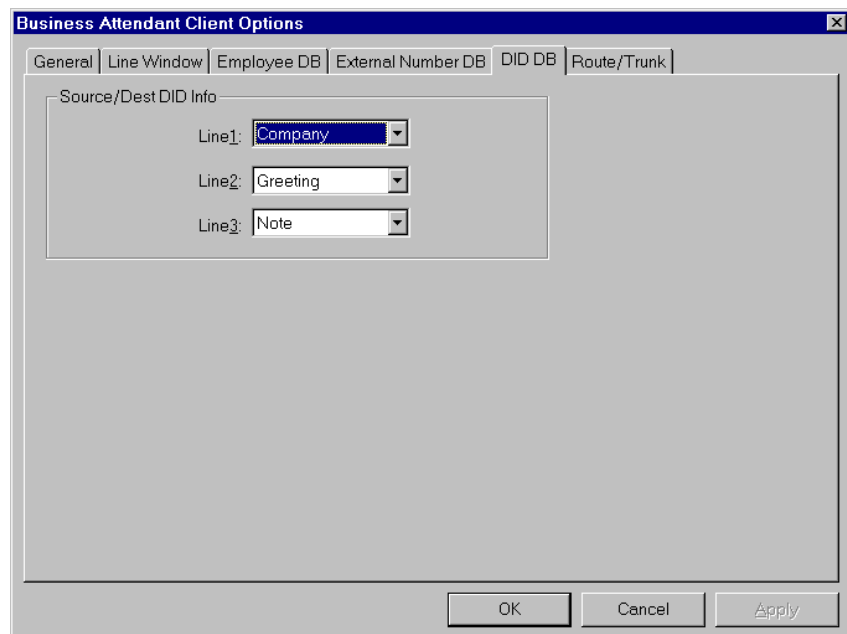 Business Attendant Client Options
General Line Window Employee DB External Number DB DID DB Route/Trunk
Source/Dest DID Info
Line1: Company
Line2: Greeting
Line3: Note
OK Cancel Apply